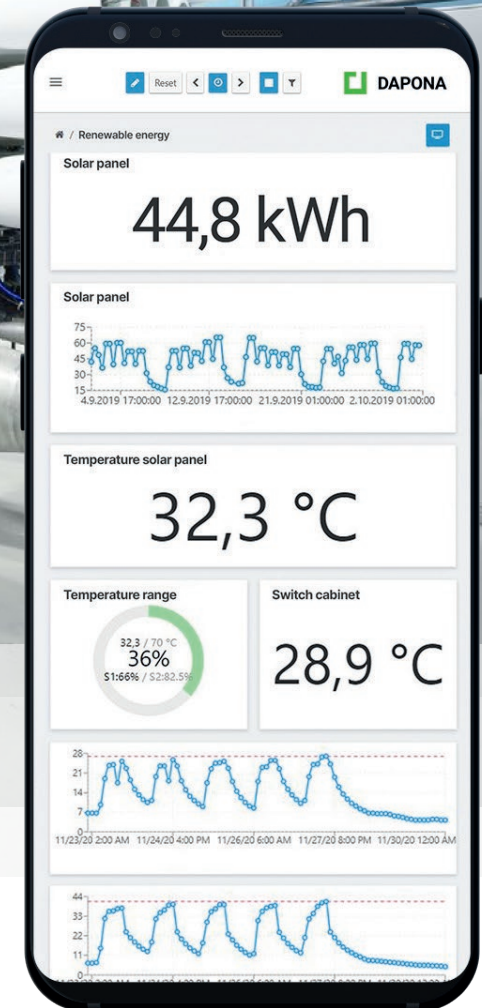 Reset
DAPONA
/ Renewable energy
Solar panel
44,8 kWh
Solar panel
75
60
45
30
15
4.9.2019 17:00:00 12.9.2019 17:00:00 21.9.2019 01:00:00 2.10.2019 01:00:00
Temperature solar panel
32,3 °C
Temperature range
32,3 / 70 °C
36%
S1:66% / S2:82.5%
Switch cabinet
28,9 °C
28
21
14
7
0
11/23/20 2:00 AM 11/24/20 4:00 PM 11/26/20 6:00 AM 11/27/20 8:00 PM 11/30/20 12:00 AM
44
33
22
11
0